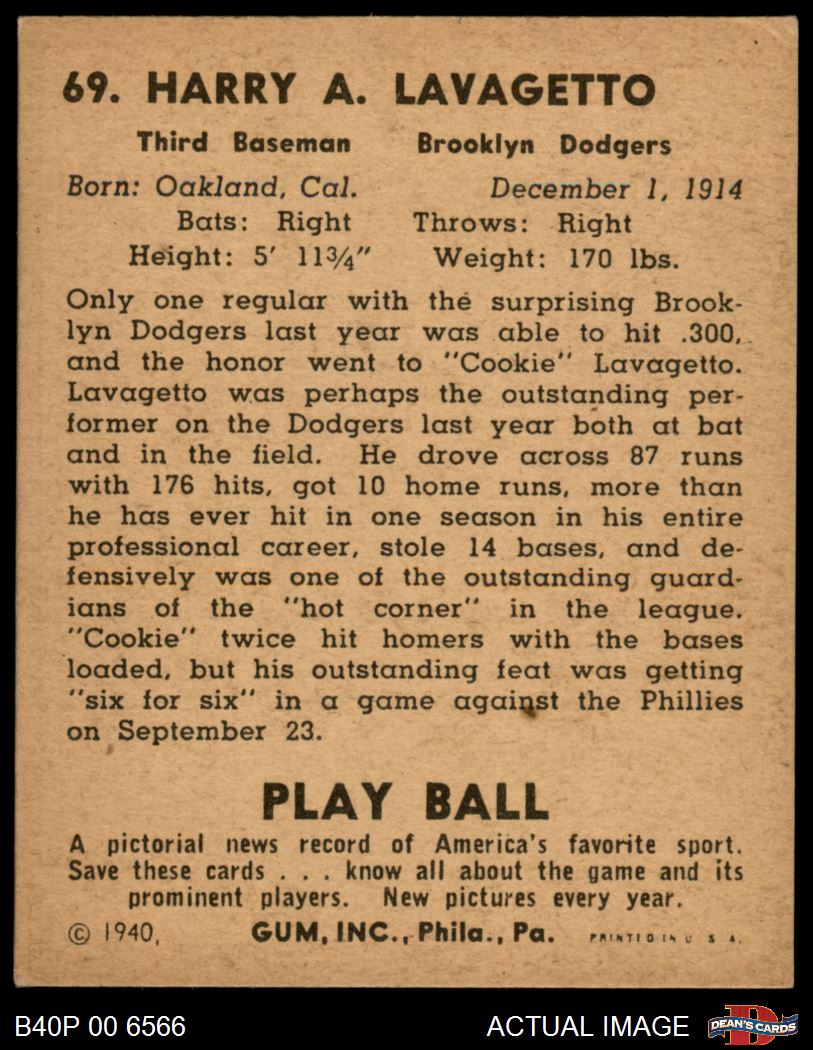 69. HARRY A. LAVAGETTO
Third Baseman Brooklyn Dodgers
Born: Oakland, Cal. December 1, 1914
Bats: Right Throws: Right
Height: 5' 11¾" Weight: 170 lbs.
Only one regular with the surprising Brook-
lyn Dodgers last year was able to hit .300,
and the honor went to "Cookie" Lavagetto.
Lavagetto was perhaps the outstanding per-
former on the Dodgers last year both at bat
and in the field. He drove across 87 runs
with 176 hits, got 10 home runs, more than
he has ever hit in one season in his entire
professional career, stole 14 bases, and de-
fensively was one of the outstanding guard-
ians of the "hot corner" in the league.
"Cookie" twice hit homers with the bases
loaded, but his outstanding feat was getting
"six for six" in a game against the Phillies
on September 23.
PLAY BALL
A pictorial news record of America's favorite sport.
Save these cards . . . know all about the game and its
prominent players. New pictures every year.
© 1940, GUM, INC., Phila., Pa. PRINTED IN U S A.
B40P 00 6566 ACTUAL IMAGE D DEAN'S CARDS